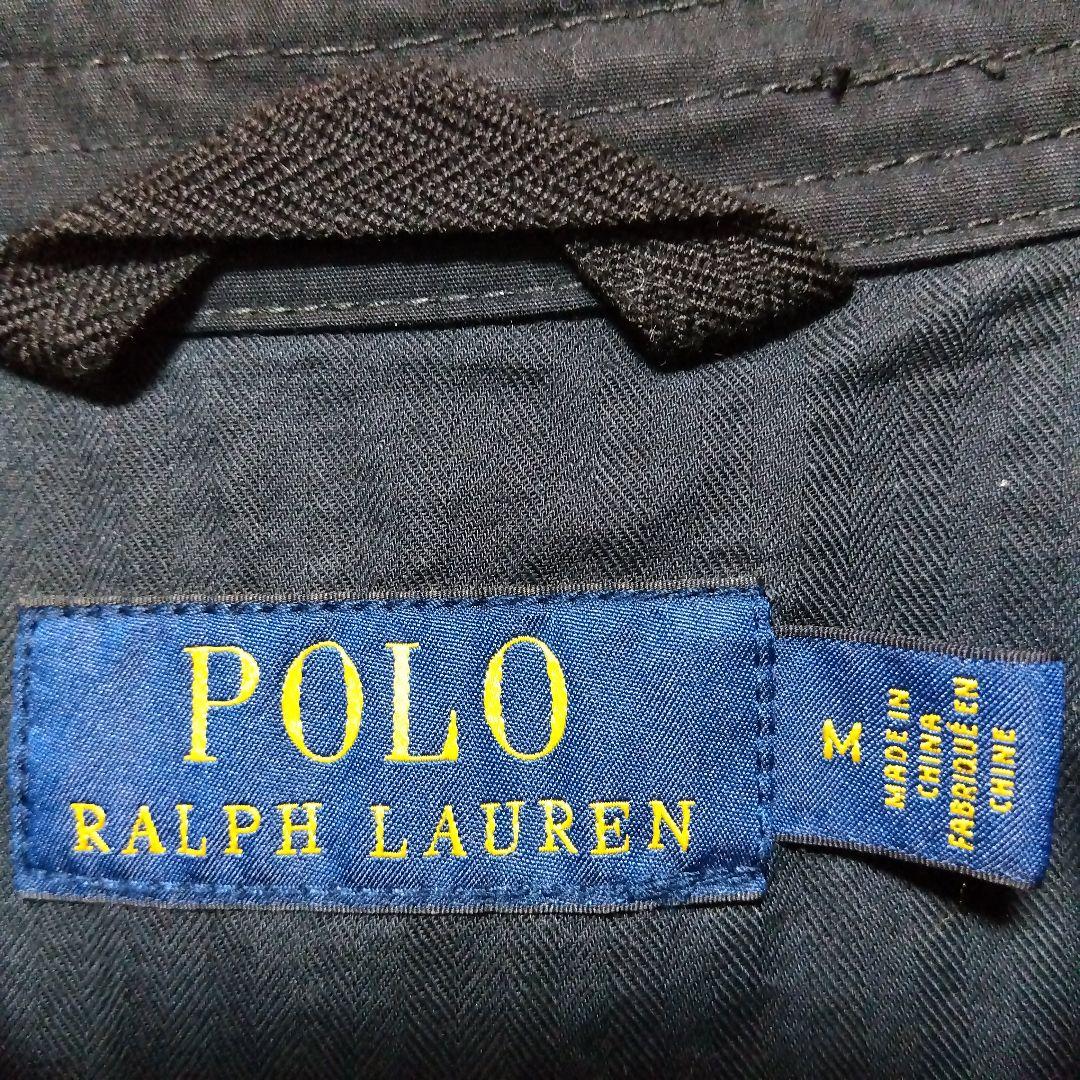 POLO
RALPH LAUREN
M
MADE IN
CHINA
FABRIQUÉ EN
CHINE